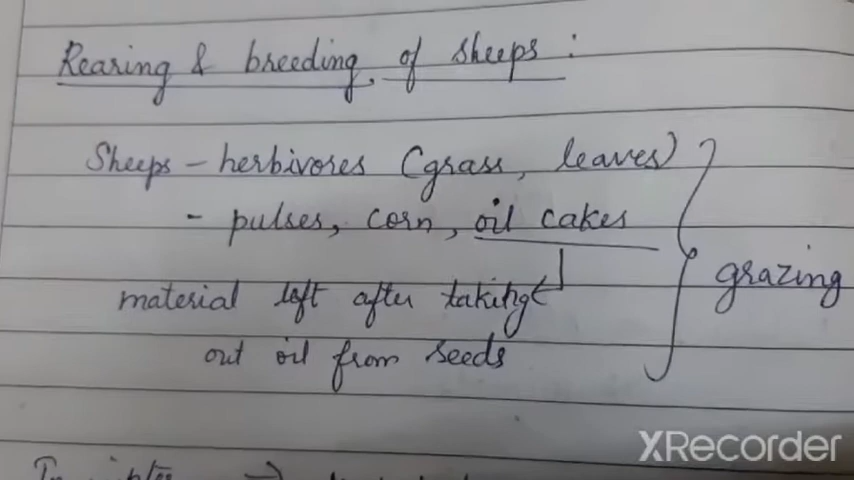 Rearing & breeding of sheeps :
Sheeps - herbivores (grass, leaves)
- pulses, corn, oil cakes
grazing
material left after taking
out oil from seeds
XRecorder